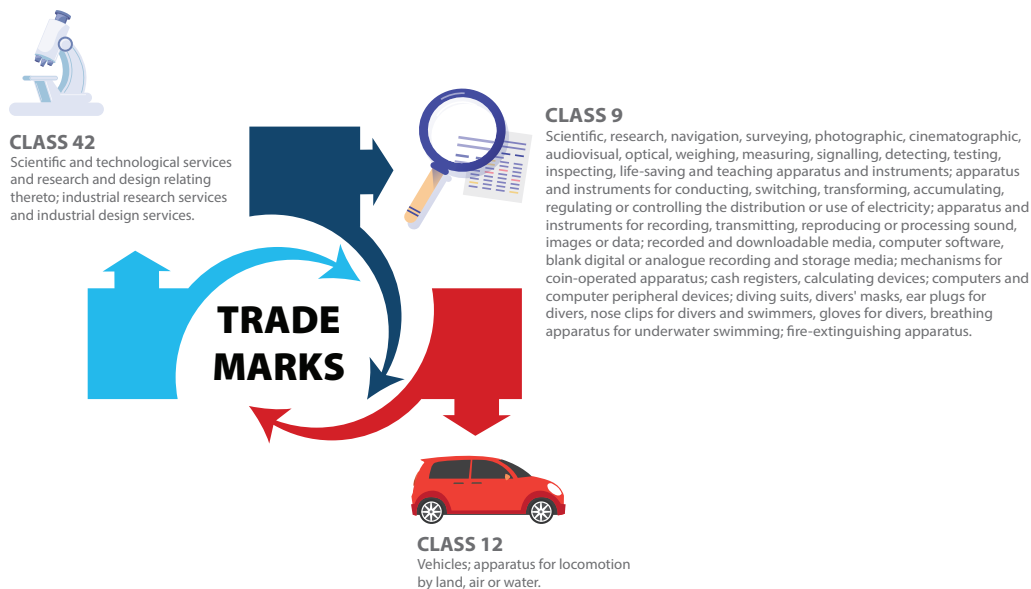 CLASS 42
Scientific and technological services
and research and design relating
thereto; industrial research services
and industrial design services.
CLASS 9
Scientific, research, navigation, surveying, photographic, cinematographic,
audiovisual, optical, weighing, measuring, signalling, detecting, testing,
inspecting, life-saving and teaching apparatus and instruments; apparatus
and instruments for conducting, switching, transforming, accumulating,
regulating or controlling the distribution or use of electricity; apparatus and
instruments for recording, transmitting, reproducing or processing sound,
images or data; recorded and downloadable media, computer software,
blank digital or analogue recording and storage media; mechanisms for
coin-operated apparatus; cash registers, calculating devices; computers and
computer peripheral devices; diving suits, divers' masks, ear plugs for
divers, nose clips for divers and swimmers, gloves for divers, breathing
apparatus for underwater swimming; fire-extinguishing apparatus.
TRADE
MARKS
CLASS 12
Vehicles; apparatus for locomotion
by land, air or water.